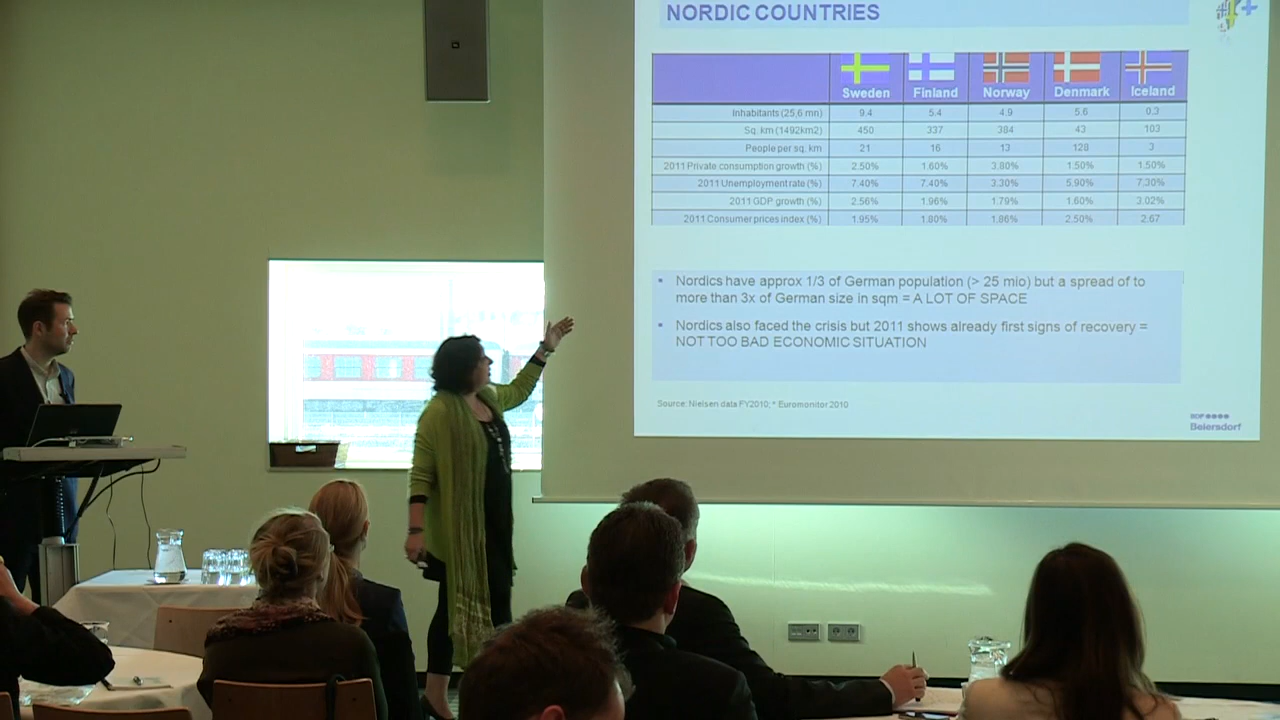 NORDIC COUNTRIES
Sweden Finland Norway Denmark Iceland
Inhabitants (25,6 mn) 9.4 5.4 4.9 5.6 0.3
Sq. km (1492km2) 450 337 384 43 103
People per sq. km 21 16 13 128 3
2011 Private consumption growth (%) 2.50% 1.60% 3.80% 1.50% 1.50%
2011 Unemployment rate (%) 7.40% 7.40% 3.30% 5.90% 7.30%
2011 GDP growth (%) 2.56% 1.96% 1.79% 1.60% 3.02%
2011 Consumer prices index (%) 1.95% 1.80% 1.86% 2.50% 2.67
Nordics have approx 1/3 of German population (> 25 mio) but a spread of to
more than 3x of German size in sqm = A LOT OF SPACE
Nordics also faced the crisis but 2011 shows already first signs of recovery =
NOT TOO BAD ECONOMIC SITUATION
Source: Nielsen data FY2010; * Euromonitor 2010
BDF
Beiersdorf